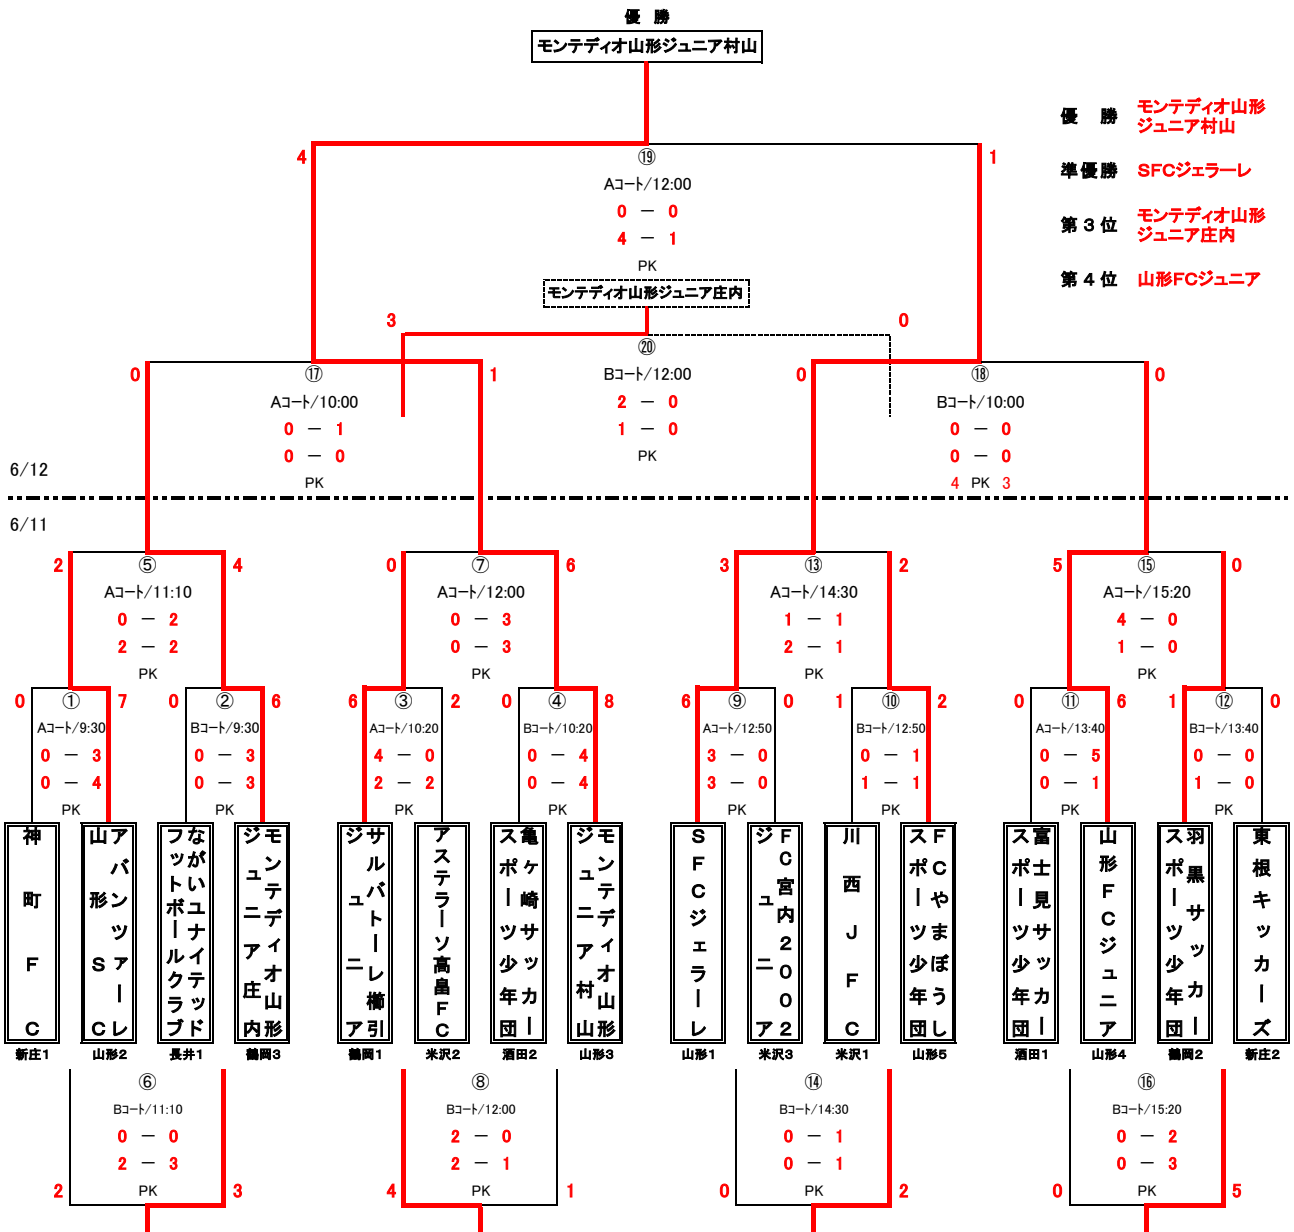 優 勝
モンテディオ山形ジュニア村山
優 勝 モンテディオ山形
ジュニア村山
準優勝 SFCジェラーレ
第３位 モンテディオ山形
ジュニア庄内
第４位 山形FCジュニア
4 ⑲ 1
Aコート/12:00
0 － 0
4 － 1
PK
モンテディオ山形ジュニア庄内
3 ⑳ 0
Bコート/12:00
2 － 0
1 － 0
PK
0 ⑰ 1
Aコート/10:00
0 － 1
0 － 0
PK
0 ⑱ 0
Bコート/10:00
0 － 0
0 － 0
4 PK 3
6/12
6/11
2 ⑤ 4
Aコート/11:10
0 － 2
2 － 2
PK
0 ⑦ 6
Aコート/12:00
0 － 3
0 － 3
PK
3 ⑬ 2
Aコート/14:30
1 － 1
2 － 1
PK
5 ⑮ 0
Aコート/15:20
4 － 0
1 － 0
PK
0 ① 7
Aコート/9:30
0 － 3
0 － 4
PK
0 ② 6
Bコート/9:30
0 － 3
0 － 3
PK
6 ③ 2
Aコート/10:20
4 － 0
2 － 2
PK
0 ④ 8
Bコート/10:20
0 － 4
0 － 4
PK
6 ⑨ 0
Aコート/12:50
3 － 0
3 － 0
PK
1 ⑩ 2
Bコート/12:50
0 － 1
1 － 1
PK
0 ⑪ 6
Aコート/13:40
0 － 5
0 － 1
PK
1 ⑫ 0
Bコート/13:40
0 － 0
1 － 0
PK
神町FC
新庄1
アバンツァーレ
山形SC
山形2
ながいユナイテッド
フットボールクラブ
長井1
モンテディオ山形
ジュニア庄内
鶴岡3
サルバトーレ櫛引
ジュニア
鶴岡1
アステラーソ高畠FC
米沢2
亀ヶ崎サッカー
スポーツ少年団
酒田2
モンテディオ山形
ジュニア村山
山形3
SFCジェラーレ
山形1
FC宮内2002
ジュニア
米沢3
川西JFC
米沢1
FCやまぼうし
スポーツ少年団
山形5
富士見サッカー
スポーツ少年団
酒田1
山形FCジュニア
山形4
羽黒サッカー
スポーツ少年団
鶴岡2
東根キッカーズ
新庄2
⑥
Bコート/11:10
0 － 0
2 － 3
2 PK 3
⑧
Bコート/12:00
2 － 0
2 － 1
4 PK 1
⑭
Bコート/14:30
0 － 1
0 － 1
0 PK 2
⑯
Bコート/15:20
0 － 2
0 － 3
0 PK 5